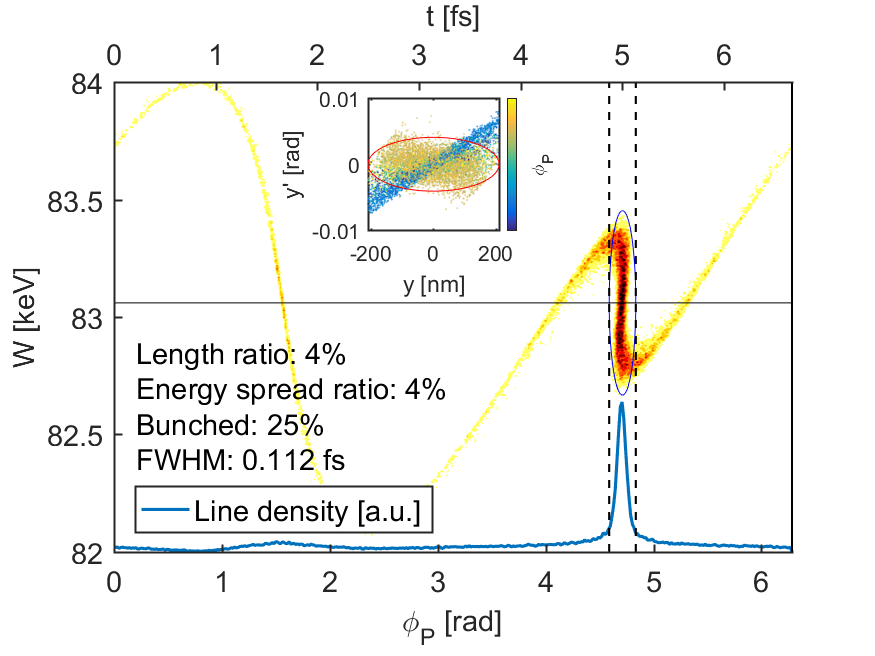 t [fs]
0 1 2 3 4 5 6
84
83.5
83
82.5
82
W [keV]
0.01
0
-0.01
y' [rad]
-200 0 200
y [nm]
ϕP
Length ratio: 4%
Energy spread ratio: 4%
Bunched: 25%
FWHM: 0.112 fs
Line density [a.u.]
0 1 2 3 4 5 6
ϕP [rad]